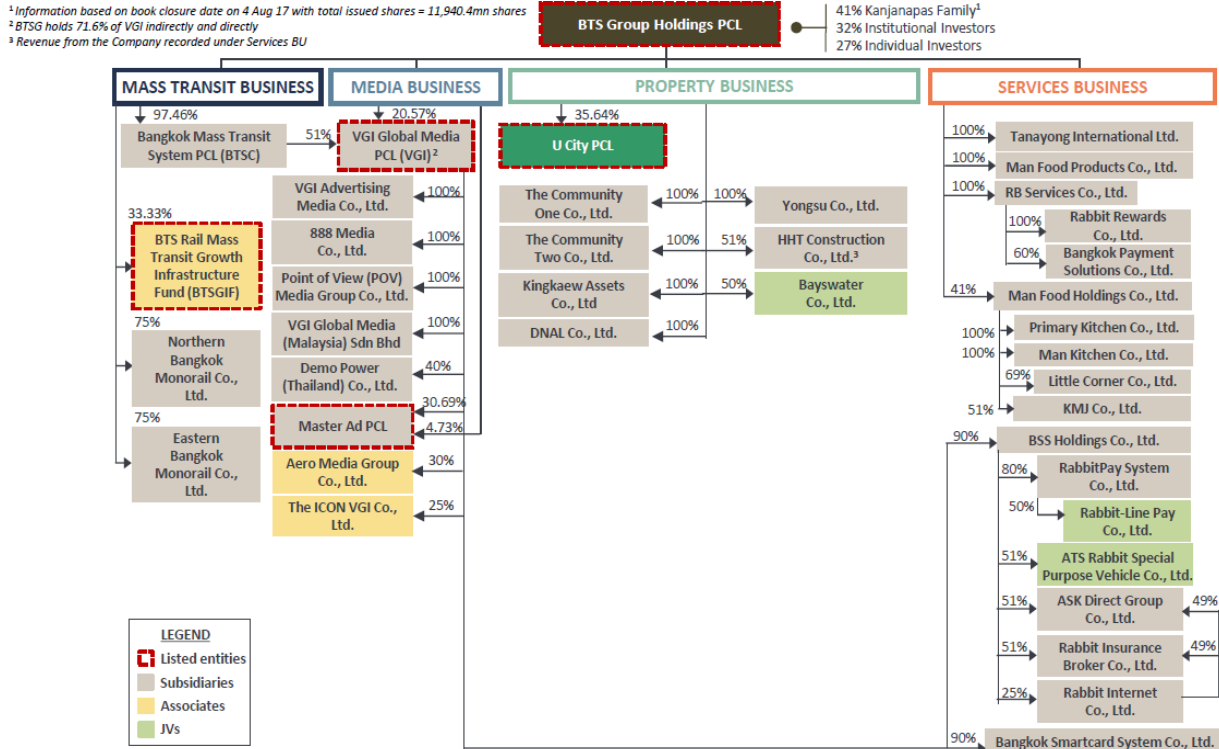 ¹ Information based on book closure date on 4 Aug 17 with total issued shares = 11,940.4mn shares
² BTSG holds 71.6% of VGI indirectly and directly
³ Revenue from the Company recorded under Services BU
BTS Group Holdings PCL
41% Kanjanapas Family¹
32% Institutional Investors
27% Individual Investors
MASS TRANSIT BUSINESS
MEDIA BUSINESS
PROPERTY BUSINESS
SERVICES BUSINESS
97.46%
Bangkok Mass Transit
System PCL (BTSC)
51%
33.33%
BTS Rail Mass
Transit Growth
Infrastructure
Fund (BTSGIF)
75%
Northern
Bangkok
Monorail Co.,
Ltd.
75%
Eastern
Bangkok
Monorail Co.,
Ltd.
20.57%
VGI Global Media
PCL (VGI) ²
VGI Advertising
Media Co., Ltd.
100%
888 Media
Co., Ltd.
100%
Point of View (POV)
Media Group Co., Ltd.
100%
VGI Global Media
(Malaysia) Sdn Bhd
100%
Demo Power
(Thailand) Co., Ltd.
40%
Master Ad PCL
30.69%
4.73%
Aero Media Group
Co., Ltd.
30%
The ICON VGI Co.,
Ltd.
25%
35.64%
U City PCL
The Community
One Co., Ltd.
100%
100%
Yongsu Co., Ltd.
The Community
Two Co., Ltd.
100%
51%
HHT Construction
Co., Ltd.³
Kingkaew Assets
Co., Ltd
100%
50%
Bayswater
Co., Ltd.
DNAL Co., Ltd.
100%
100%
Tanayong International Ltd.
100%
Man Food Products Co., Ltd.
100%
RB Services Co., Ltd.
100%
Rabbit Rewards
Co., Ltd.
60%
Bangkok Payment
Solutions Co., Ltd.
41%
Man Food Holdings Co., Ltd.
100%
Primary Kitchen Co., Ltd.
100%
Man Kitchen Co., Ltd.
69%
Little Corner Co., Ltd.
51%
KMJ Co., Ltd.
90%
BSS Holdings Co., Ltd.
80%
RabbitPay System
Co., Ltd.
50%
Rabbit-Line Pay
Co., Ltd.
51%
ATS Rabbit Special
Purpose Vehicle Co., Ltd.
51%
ASK Direct Group
Co., Ltd.
49%
51%
Rabbit Insurance
Broker Co., Ltd.
49%
25%
Rabbit Internet
Co., Ltd.
90%
Bangkok Smartcard System Co., Ltd.
LEGEND
Listed entities
Subsidiaries
Associates
JVs